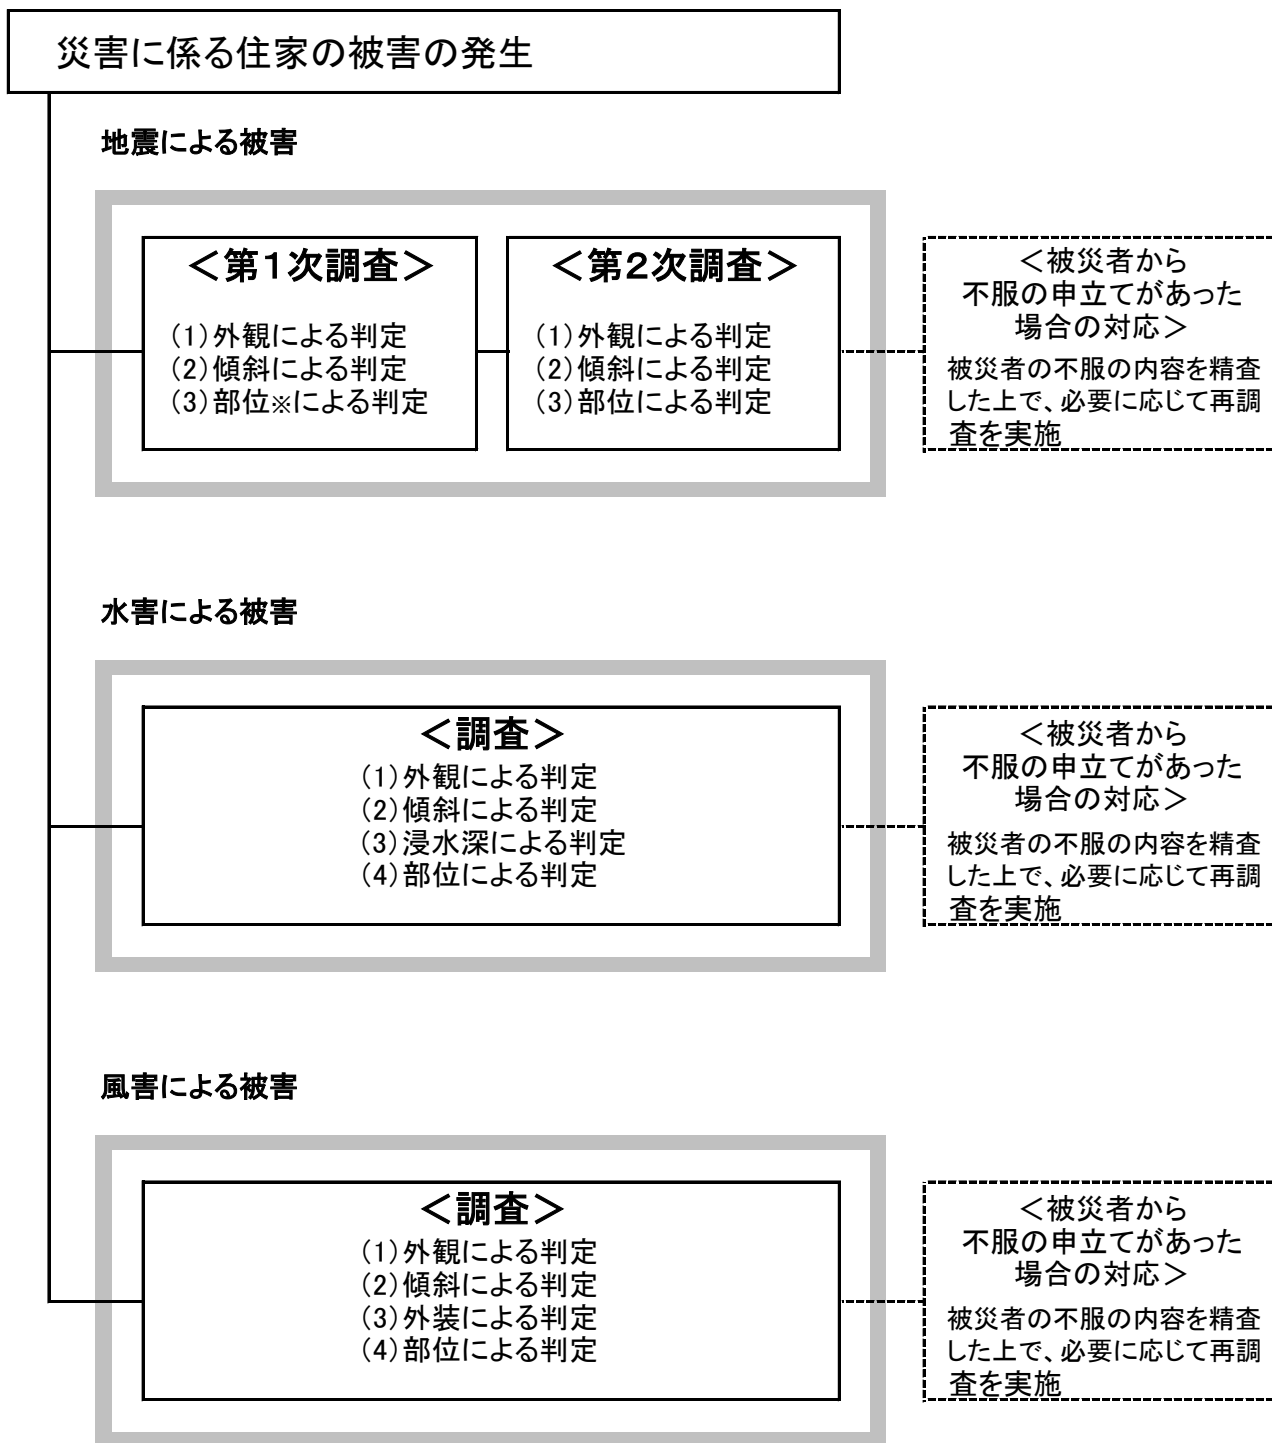 災害に係る住家の被害の発生
地震による被害
＜第１次調査＞
(1)外観による判定
(2)傾斜による判定
(3)部位※による判定
＜第２次調査＞
(1)外観による判定
(2)傾斜による判定
(3)部位による判定
＜被災者から
不服の申立てがあった
場合の対応＞
被災者の不服の内容を精査
した上で、必要に応じて再調
査を実施
水害による被害
＜調査＞
(1)外観による判定
(2)傾斜による判定
(3)浸水深による判定
(4)部位による判定
＜被災者から
不服の申立てがあった
場合の対応＞
被災者の不服の内容を精査
した上で、必要に応じて再調
査を実施
風害による被害
＜調査＞
(1)外観による判定
(2)傾斜による判定
(3)外装による判定
(4)部位による判定
＜被災者から
不服の申立てがあった
場合の対応＞
被災者の不服の内容を精査
した上で、必要に応じて再調
査を実施